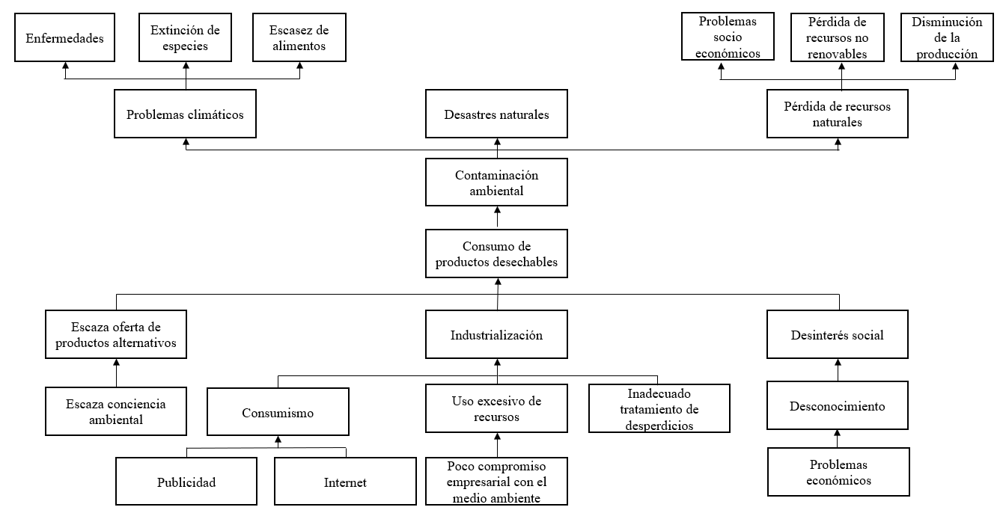 Enfermedades
Extinción de
especies
Escasez de
alimentos
Problemas
socio
económicos
Pérdida de
recursos no
renovables
Disminución
de la
producción
Problemas climáticos
Desastres naturales
Pérdida de recursos
naturales
Contaminación
ambiental
Consumo de
productos desechables
Escaza oferta de
productos alternativos
Industrialización
Desinterés social
Escaza conciencia
ambiental
Consumismo
Uso excesivo de
recursos
Inadecuado
tratamiento de
desperdicios
Desconocimiento
Publicidad
Internet
Poco compromiso
empresarial con el
medio ambiente
Problemas
económicos